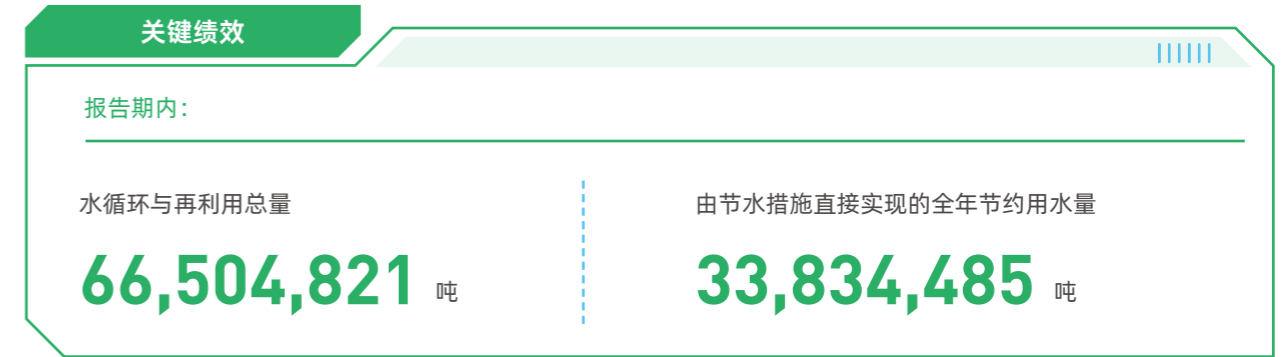 关键绩效
报告期内：
水循环与再利用总量
66,504,821 吨
由节水措施直接实现的全年节约用水量
33,834,485 吨